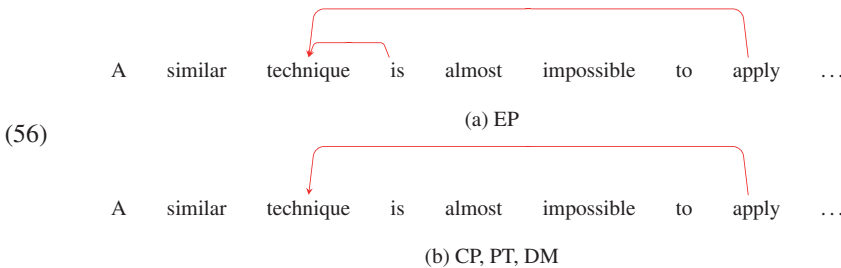 A similar technique is almost impossible to apply ...
(a) EP
(56)
A similar technique is almost impossible to apply ...
(b) CP, PT, DM